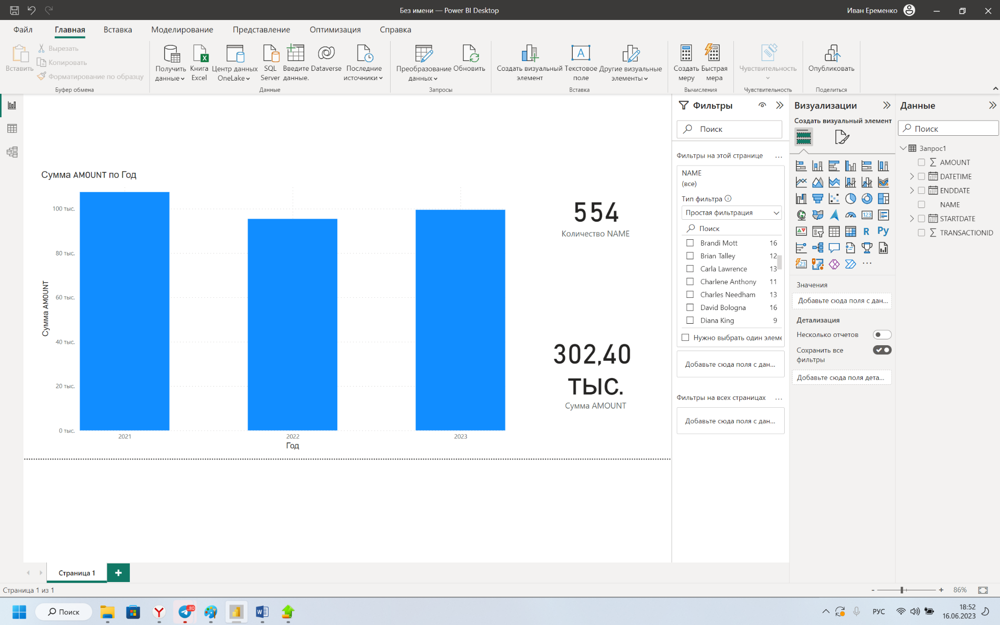 Без имени — Power BI Desktop
Иван Еременко
Файл
Главная
Вставка
Моделирование
Представление
Оптимизация
Справка
Вставить
Вырезать
Копировать
Форматирование по образцу
Буфер обмена
Получить данные
Книга Excel
Центр данных OneLake
SQL Server
Введите данные.
Dataverse
Последние источники
Данные
Преобразование данных
Обновить
Запросы
Создать визуальный элемент
Текстовое поле
Другие визуальные элементы
Вставка
Создать меру
Быстрая мера
Вычисления
Чувствительность
Чувствительность
Опубликовать
Поделиться
Сумма AMOUNT по Год
Сумма AMOUNT
100 тыс.
80 тыс.
60 тыс.
40 тыс.
20 тыс.
0 тыс.
2021
2022
2023
Год
554
Количество NAME
302,40
тыс.
Сумма AMOUNT
Фильтры
Поиск
Фильтры на этой странице
...
NAME
(все)
Тип фильтра
Простая фильтрация
Поиск
Brandi Mott 16
Brian Talley 12
Carla Lawrence 13
Charlene Anthony 11
Charles Needham 13
David Bologna 16
Diana King 9
Нужно выбрать один элеме
Добавьте сюда поля с дан...
Фильтры на всех страницах
...
Добавьте сюда поля с дан...
Визуализации
Создать визуальный элемент
123
R
Py
123
...
Значения
Добавьте сюда поля с дан...
Детализация
Несколько отчетов
Сохранить все
фильтры
Добавьте сюда поля дета...
Данные
Поиск
Запрос1
AMOUNT
DATETIME
ENDDATE
NAME
STARTDATE
TRANSACTIONID
Страница 1
Страница 1 из 1
- + 86%
Поиск
80
РУС
18:52
16.06.2023